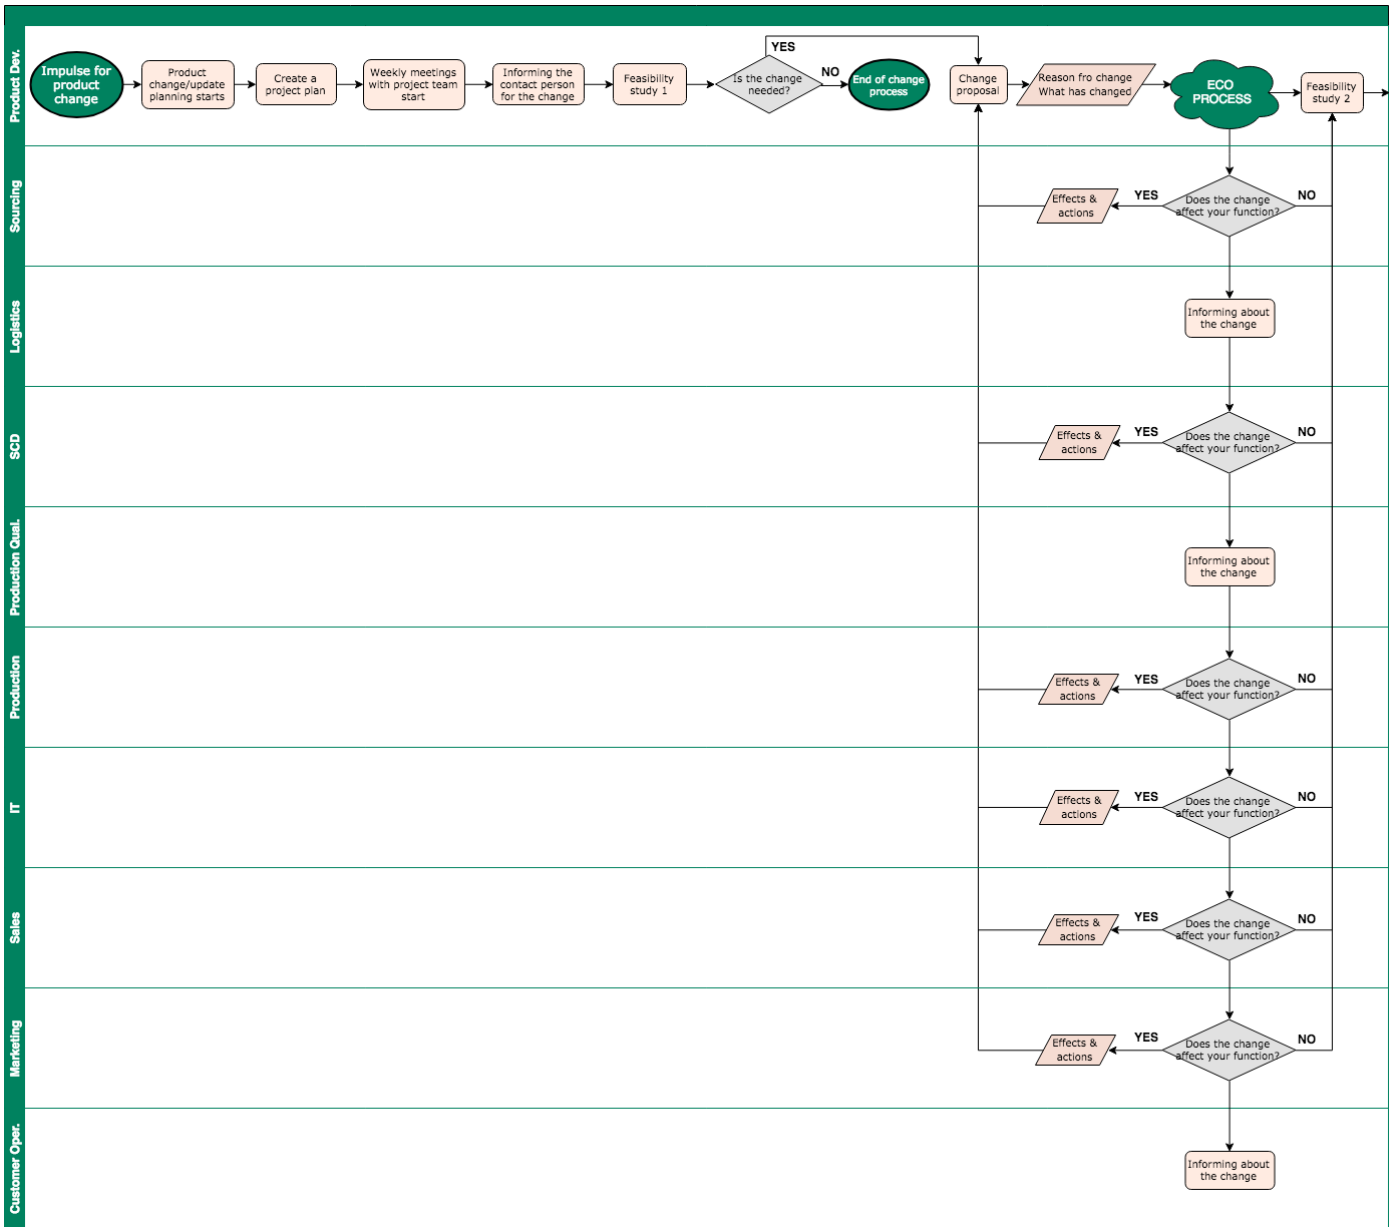 Product Dev.
Impulse for
product
change
Product
change/update
planning starts
Create a
project plan
Weekly meetings
with project team
start
Informing the
contact person
for the change
Feasibility
study 1
Is the change
needed?
YES
NO
End of change
process
Change
proposal
Reason fro change
What has changed
ECO
PROCESS
Feasibility
study 2
Sourcing
Effects &
actions
YES
Does the change
affect your function?
NO
Logistics
Informing about
the change
SCD
Effects &
actions
YES
Does the change
affect your function?
NO
Production Qual.
Informing about
the change
Production
Effects &
actions
YES
Does the change
affect your function?
NO
IT
Effects &
actions
YES
Does the change
affect your function?
NO
Sales
Effects &
actions
YES
Does the change
affect your function?
NO
Marketing
Effects &
actions
YES
Does the change
affect your function?
NO
Customer Oper.
Informing about
the change